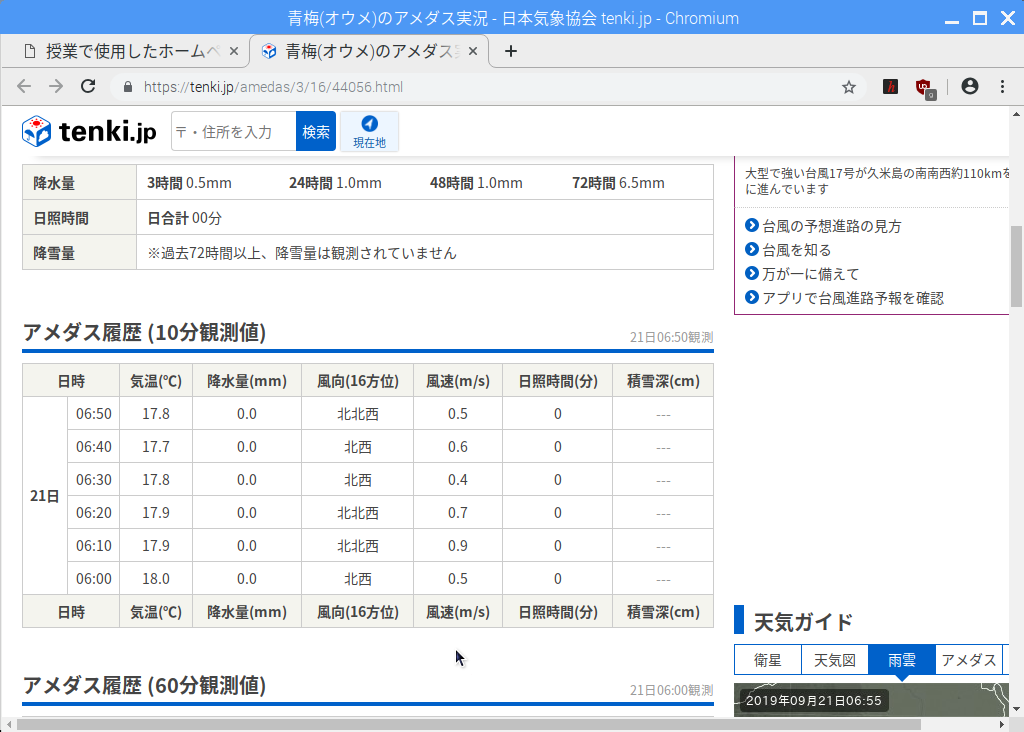 青梅(オウメ)のアメダス実況 - 日本気象協会 tenki.jp - Chromium
授業で使用したホームペ
青梅(オウメ)のアメダス
https://tenki.jp/amedas/3/16/44056.html
tenki.jp
〒・住所を入力
検索
現在地
降水量 3時間 0.5mm 24時間 1.0mm 48時間 1.0mm 72時間 6.5mm
日照時間 日合計 00分
降雪量 ※過去72時間以上、降雪量は観測されていません
大型で強い台風17号が久米島の南南西約110kmを
に進んでいます
台風の予想進路の見方
台風を知る
万が一に備えて
アプリで台風進路予報を確認
アメダス履歴 (10分観測値) 21日06:50観測
日時 気温(℃) 降水量(mm) 風向(16方位) 風速(m/s) 日照時間(分) 積雪深(cm)
21日
06:50 17.8 0.0 北北西 0.5 0 ---
06:40 17.7 0.0 北西 0.6 0 ---
06:30 17.8 0.0 北西 0.4 0 ---
06:20 17.9 0.0 北北西 0.7 0 ---
06:10 17.9 0.0 北北西 0.9 0 ---
06:00 18.0 0.0 北西 0.5 0 ---
日時 気温(℃) 降水量(mm) 風向(16方位) 風速(m/s) 日照時間(分) 積雪深(cm)
アメダス履歴 (60分観測値) 21日06:00観測
天気ガイド
衛星 天気図 雨雲 アメダス
2019年09月21日06:55